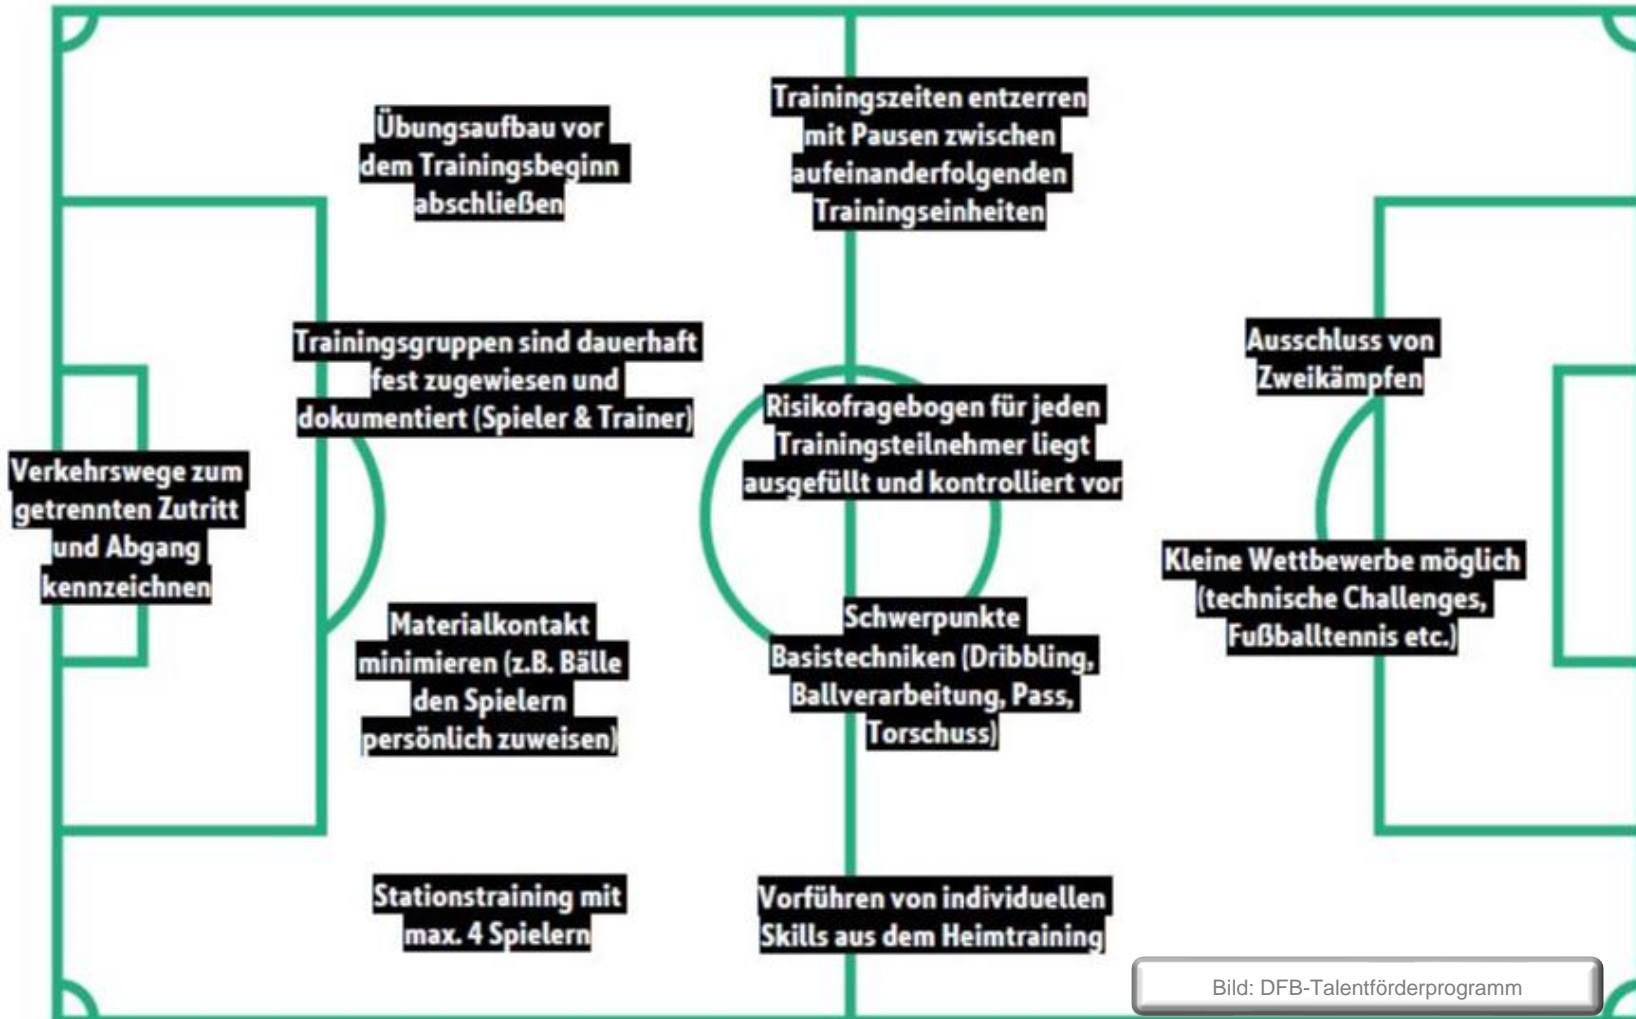 Übungsaufbau vor
dem Trainingsbeginn
abschließen
Trainingszeiten entzerren
mit Pausen zwischen
aufeinanderfolgenden
Trainingseinheiten
Trainingsgruppen sind dauerhaft
fest zugewiesen und
dokumentiert (Spieler & Trainer)
Ausschluss von
Zweikämpfen
Risikofragebogen für jeden
Trainingsteilnehmer liegt
ausgefüllt und kontrolliert vor
Verkehrswege zum
getrennten Zutritt
und Abgang
kennzeichnen
Kleine Wettbewerbe möglich
(technische Challenges,
Fußballtennis etc.)
Materialkontakt
minimieren (z.B. Bälle
den Spielern
persönlich zuweisen)
Schwerpunkte
Basistechniken (Dribbling,
Ballverarbeitung, Pass,
Torschuss)
Stationstraining mit
max. 4 Spielern
Vorführen von individuellen
Skills aus dem Heimtraining
Bild: DFB-Talentförderprogramm